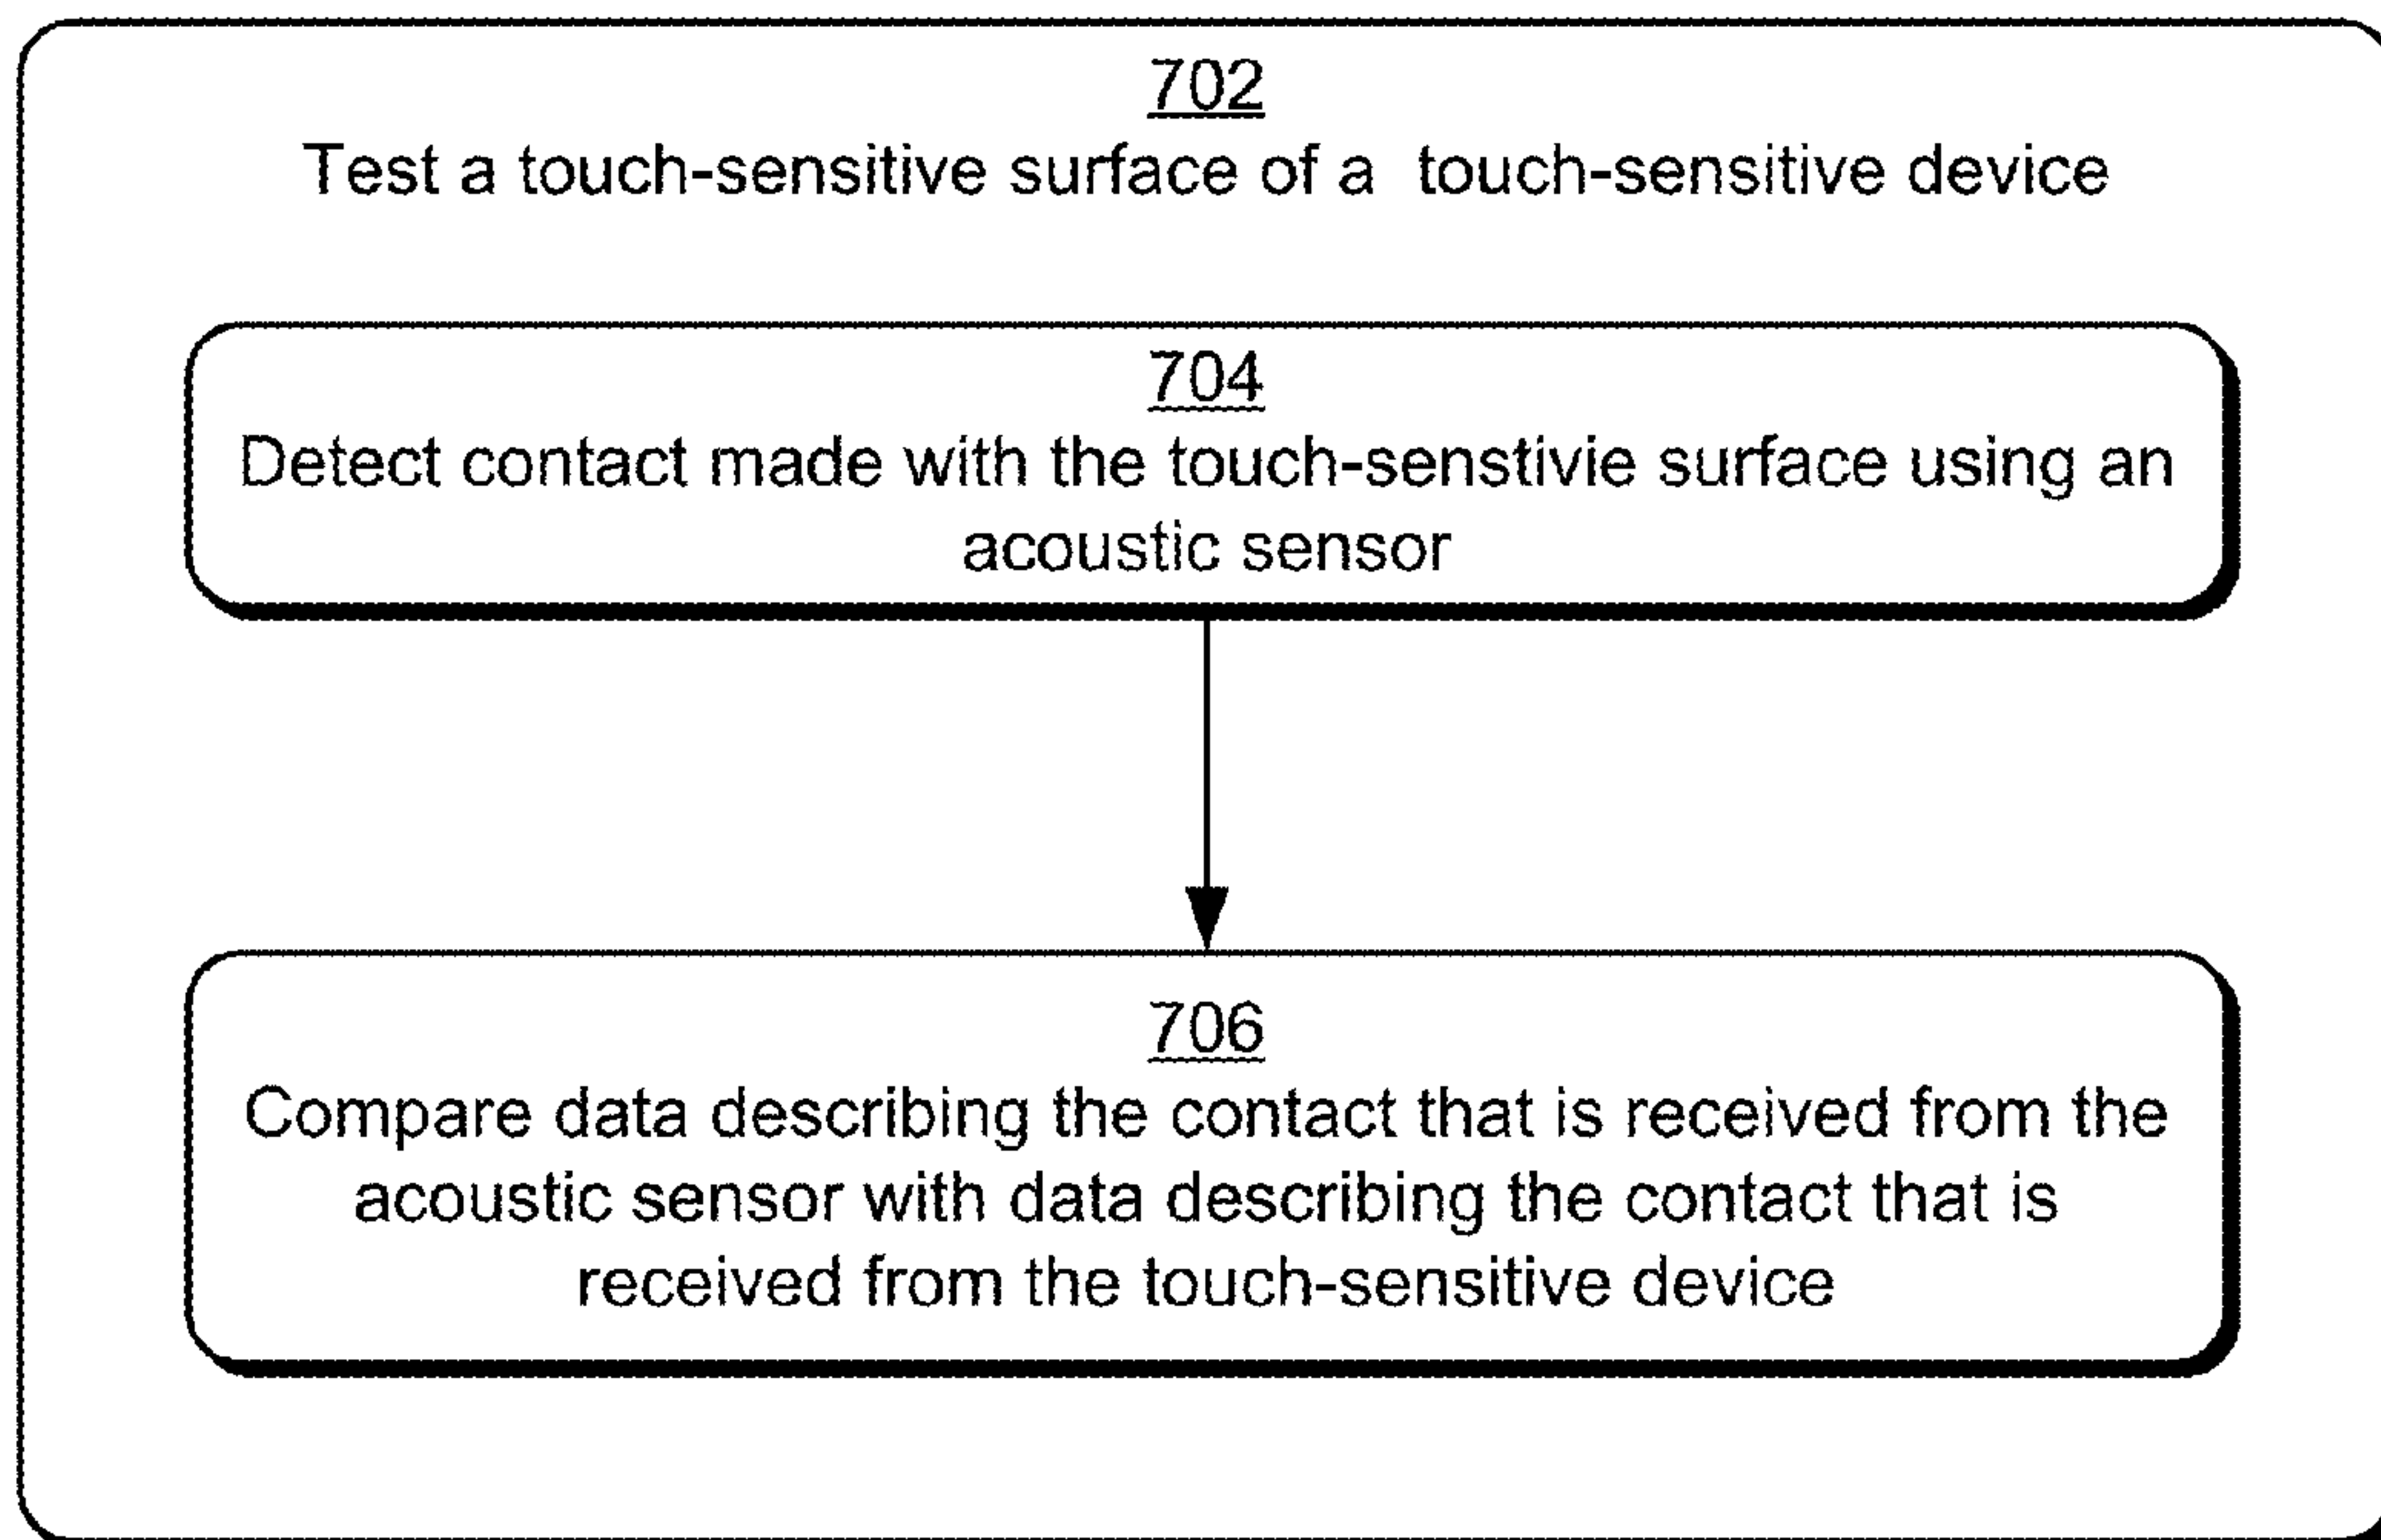 702
Test a touch-sensitive surface of a touch-sensitive device
704
Detect contact made with the touch-senstivie surface using an
acoustic sensor
706
Compare data describing the contact that is received from the
acoustic sensor with data describing the contact that is
received from the touch-sensitive device